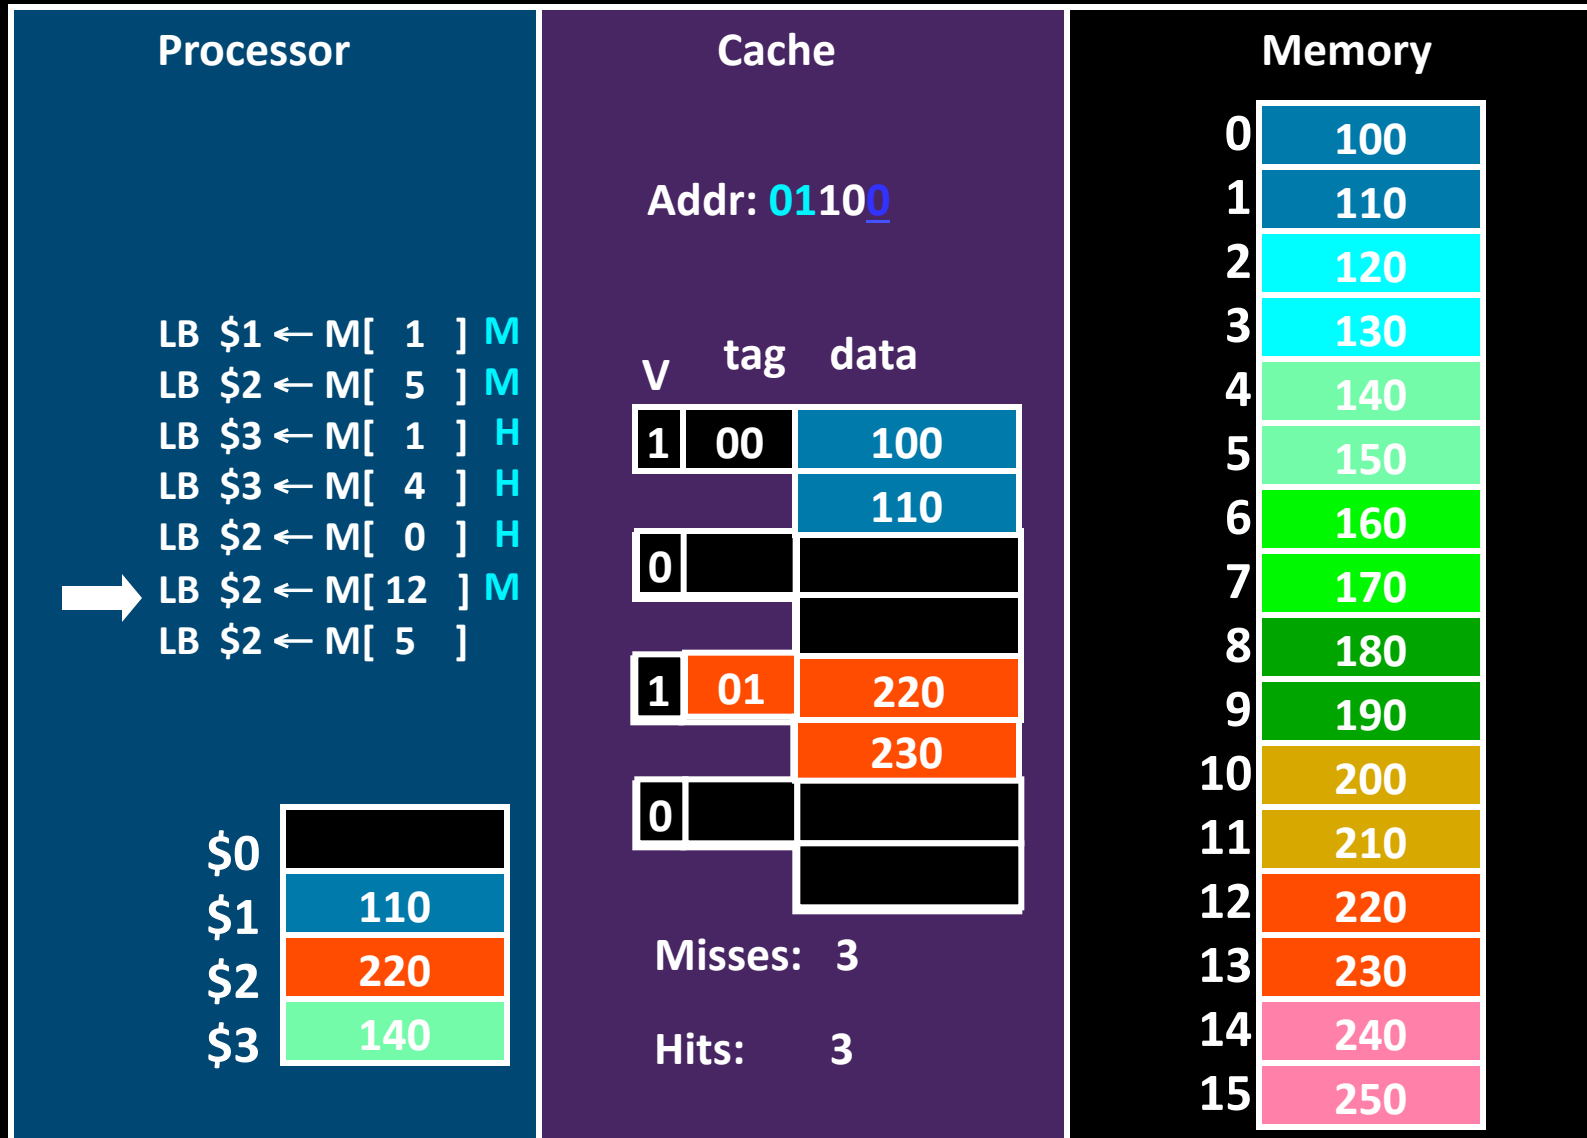 Processor
LB $1 ← M[ 1 ] M
LB $2 ← M[ 5 ] M
LB $3 ← M[ 1 ] H
LB $3 ← M[ 4 ] H
LB $2 ← M[ 0 ] H
LB $2 ← M[ 12 ] M
LB $2 ← M[ 5 ]
$0
$1 110
$2 220
$3 140
Cache
Addr: 01100
V tag data
1 00 100
110
0
1 01 220
230
0
Misses: 3
Hits: 3
Memory
0 100
1 110
2 120
3 130
4 140
5 150
6 160
7 170
8 180
9 190
10 200
11 210
12 220
13 230
14 240
15 250